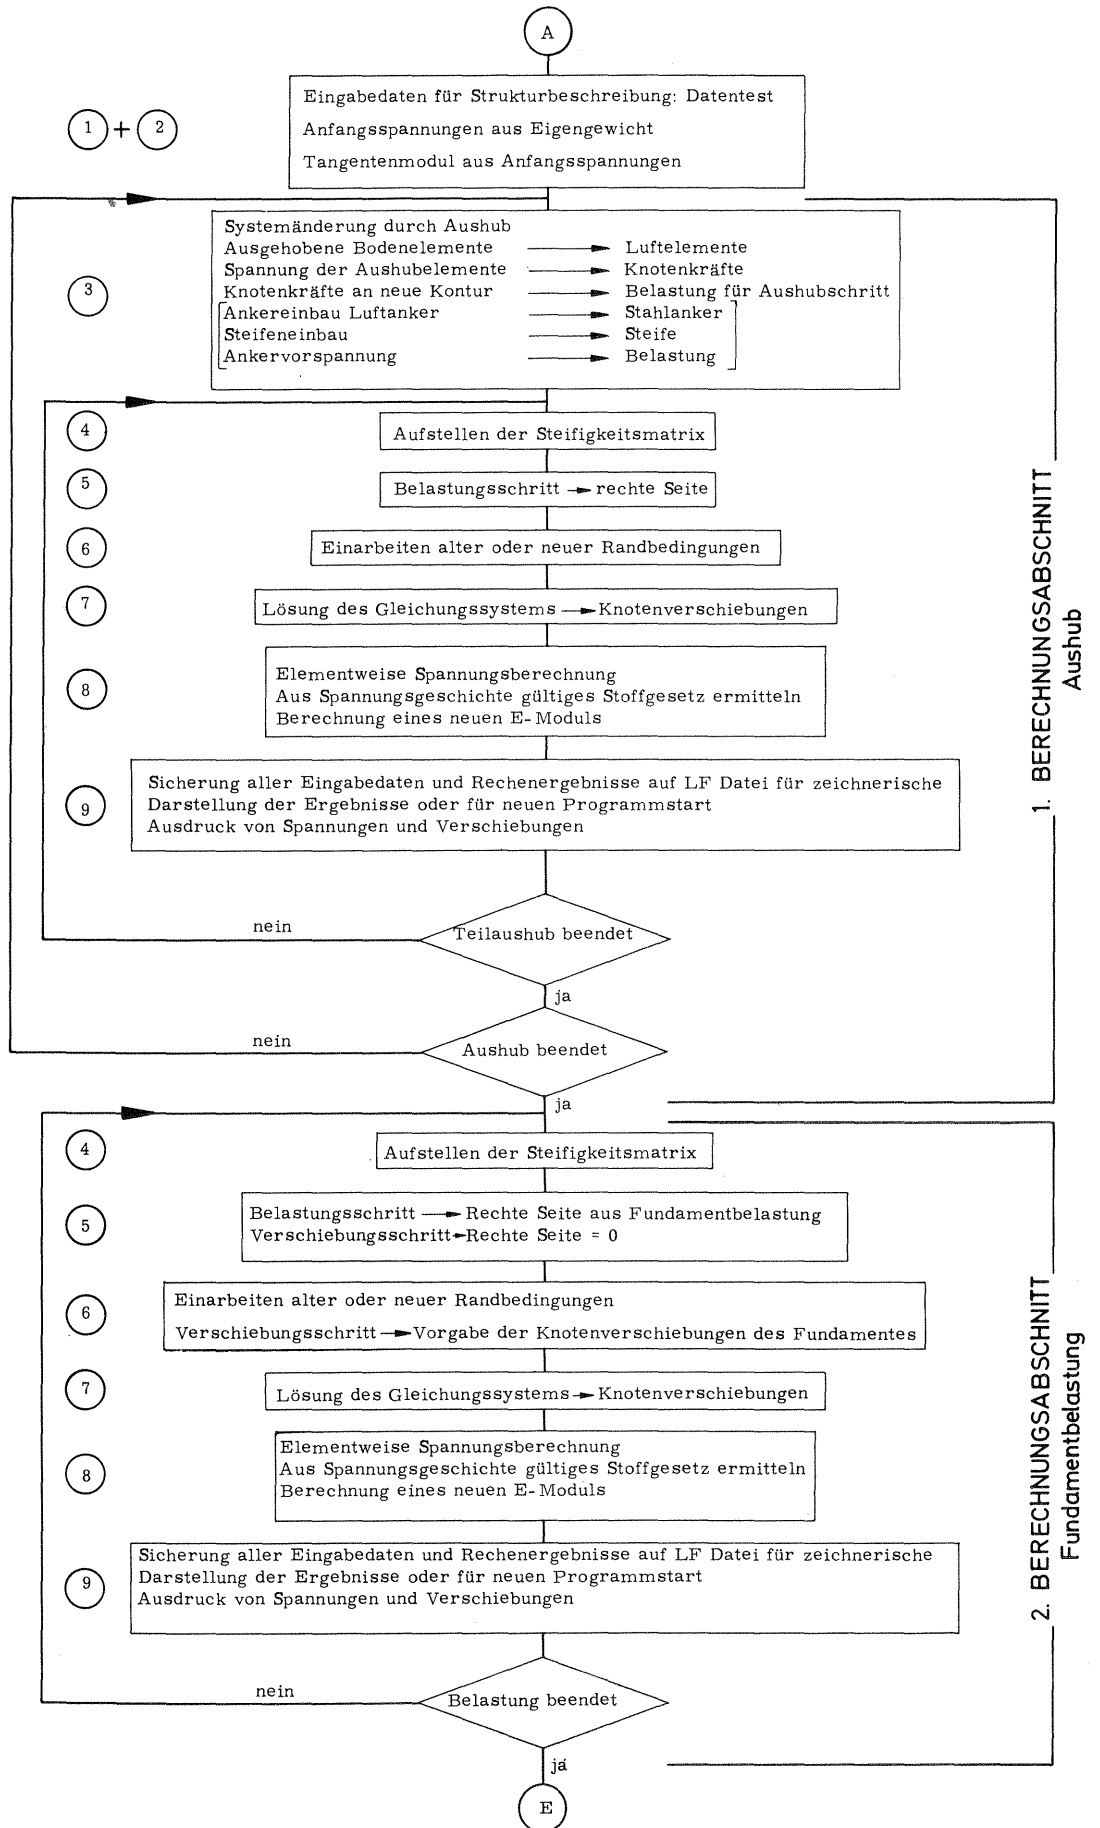 A
1 + 2
Eingabedaten für Strukturbeschreibung: Datentest
Anfangsspannungen aus Eigengewicht
Tangentenmodul aus Anfangsspannungen
3
Systemänderung durch Aushub
Ausgehobene Bodenelemente → Luftelemente
Spannung der Aushubelemente → Knotenkräfte
Knotenkräfte an neue Kontur → Belastung für Aushubschritt
Ankereinbau Luftanker → Stahlanker
Steifeneinbau → Steife
Ankervorspannung → Belastung
4
Aufstellen der Steifigkeitsmatrix
5
Belastungsschritt → rechte Seite
6
Einarbeiten alter oder neuer Randbedingungen
7
Lösung des Gleichungssystems → Knotenverschiebungen
8
Elementweise Spannungsberechnung
Aus Spannungsgeschichte gültiges Stoffgesetz ermitteln
Berechnung eines neuen E-Moduls
9
Sicherung aller Eingabedaten und Rechenergebnisse auf LF Datei für zeichnerische
Darstellung der Ergebnisse oder für neuen Programmstart
Ausdruck von Spannungen und Verschiebungen
nein
Teilaushub beendet
ja
nein
Aushub beendet
ja
1. BERECHNUNGSABSCHNITT
Aushub
4
Aufstellen der Steifigkeitsmatrix
5
Belastungsschritt → Rechte Seite aus Fundamentbelastung
Verschiebungsschritt → Rechte Seite = 0
6
Einarbeiten alter oder neuer Randbedingungen
Verschiebungsschritt → Vorgabe der Knotenverschiebungen des Fundamentes
7
Lösung des Gleichungssystems → Knotenverschiebungen
8
Elementweise Spannungsberechnung
Aus Spannungsgeschichte gültiges Stoffgesetz ermitteln
Berechnung eines neuen E-Moduls
9
Sicherung aller Eingabedaten und Rechenergebnisse auf LF Datei für zeichnerische
Darstellung der Ergebnisse oder für neuen Programmstart
Ausdruck von Spannungen und Verschiebungen
nein
Belastung beendet
ja
E
2. BERECHNUNGSABSCHNITT
Fundamentbelastung